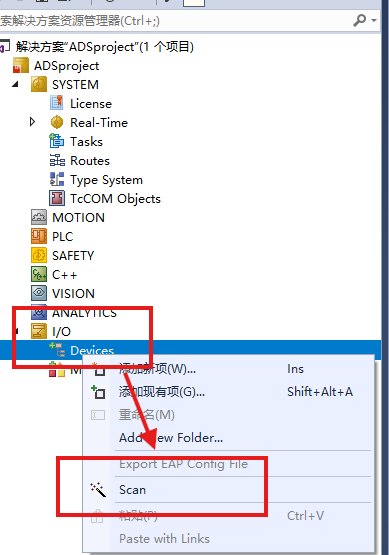 索解决方案资源管理器(Ctrl+;)
解决方案"ADSproject"(1 个项目)
ADSproject
SYSTEM
License
Real-Time
Tasks
Routes
Type System
TcCOM Objects
MOTION
PLC
SAFETY
C++
VISION
ANALYTICS
I/O
Devices
M
添加新项(W)... Ins
添加现有项(G)... Shift+Alt+A
重命名(M)
Add New Folder...
Export EAP Config File
Scan
粘贴(P) Ctrl+V
Paste with Links